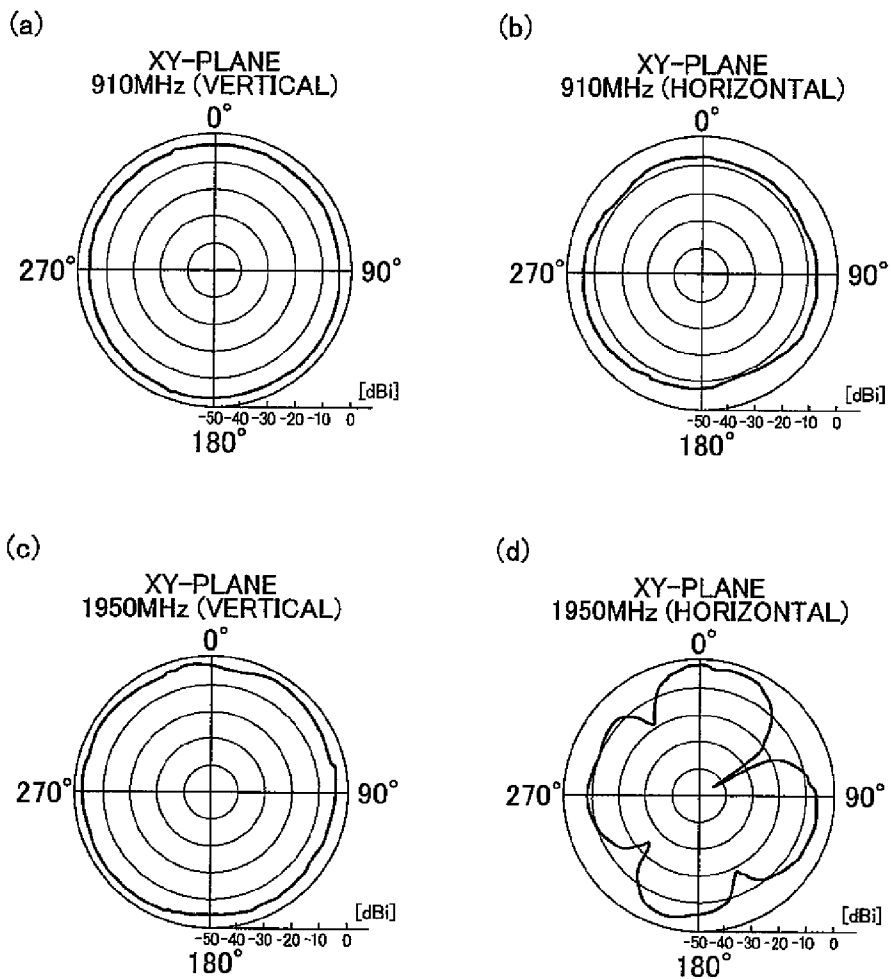 (a)
XY-PLANE
910MHz (VERTICAL)
0°
270°
90°
[dBi]
-50 -40 -30 -20 -10 0
180°
(b)
XY-PLANE
910MHz (HORIZONTAL)
0°
270°
90°
[dBi]
-50 -40 -30 -20 -10 0
180°
(c)
XY-PLANE
1950MHz (VERTICAL)
0°
270°
90°
[dBi]
-50 -40 -30 -20 -10 0
180°
(d)
XY-PLANE
1950MHz (HORIZONTAL)
0°
270°
90°
[dBi]
-50 -40 -30 -20 -10 0
180°